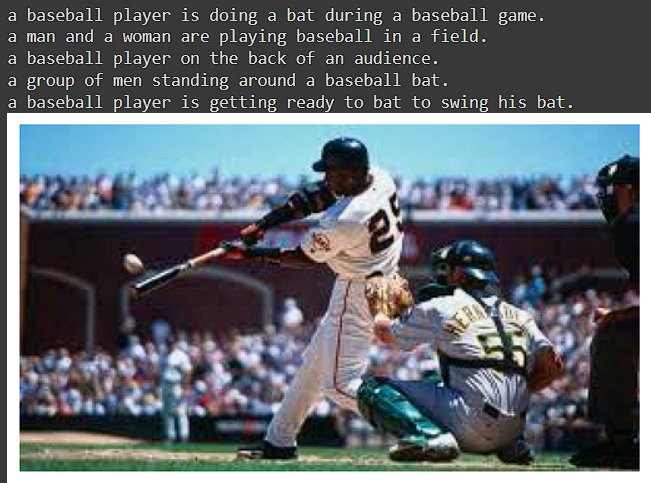 a baseball player is doing a bat during a baseball game.
a man and a woman are playing baseball in a field.
a baseball player on the back of an audience.
a group of men standing around a baseball bat.
a baseball player is getting ready to bat to swing his bat.
25
55